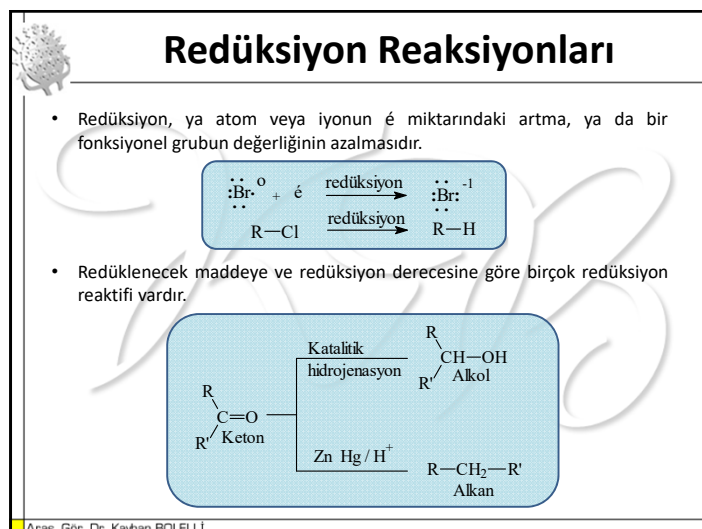 Redüksiyon Reaksiyonları
• Redüksiyon, ya atom veya iyonun é miktarındaki artma, ya da bir
fonksiyonel grubun değerliğinin azalmasıdır.
:Br· o + é redüksiyon :Br: -1
R—Cl redüksiyon R—H
• Redüklenecek maddeye ve redüksiyon derecesine göre birçok redüksiyon
reaktifi vardır.
R
R'
C=O
Keton
Katalitik
hidrojenasyon
R
CH—OH
R'
Alkol
Zn Hg / H+
R—CH2—R'
Alkan
Araş. Gör. Dr. Kayhan BOLELLİ